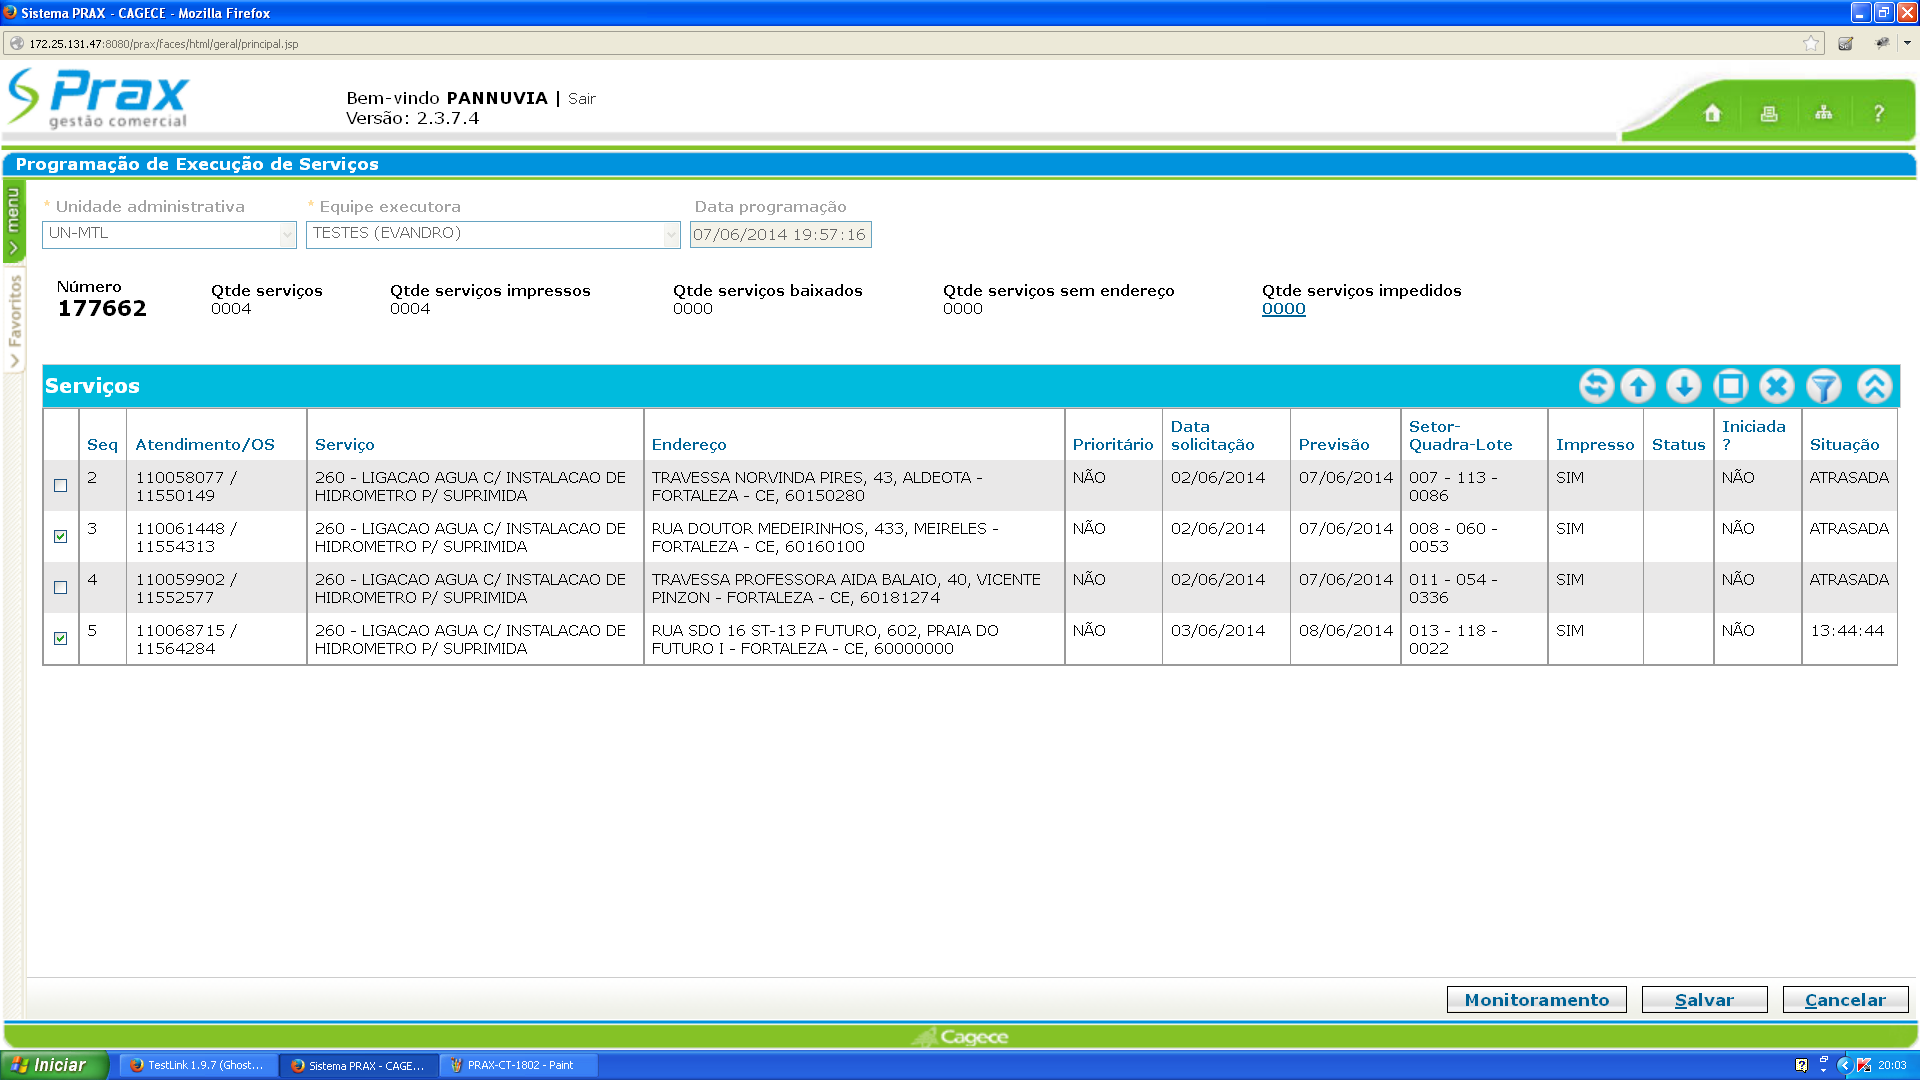 Sistema PRAX - CAGECE - Mozilla Firefox
172.25.131.47:8080/prax/faces/html/geral/principal.jsp
Prax
gestão comercial
Bem-vindo PANNUVIA | Sair
Versão: 2.3.7.4
?
Programação de Execução de Serviços
menu
Favoritos
* Unidade administrativa * Equipe executora Data programação
UN-MTL TESTES (EVANDRO) 07/06/2014 19:57:16
Número Qtde serviços Qtde serviços impressos Qtde serviços baixados Qtde serviços sem endereço Qtde serviços impedidos
177662 0004 0004 0000 0000 0000
Serviços
Seq Atendimento/OS Serviço Endereço Prioritário Data solicitação Previsão Setor-Quadra-Lote Impresso Status Iniciada ? Situação
2 110058077 / 260 - LIGACAO AGUA C/ INSTALACAO DE TRAVESSA NORVINDA PIRES, 43, ALDEOTA - NÃO 02/06/2014 07/06/2014 007 - 113 - SIM NÃO ATRASADA
11550149 HIDROMETRO P/ SUPRIMIDA FORTALEZA - CE, 60150280 0086
3 110061448 / 260 - LIGACAO AGUA C/ INSTALACAO DE RUA DOUTOR MEDEIRINHOS, 433, MEIRELES - NÃO 02/06/2014 07/06/2014 008 - 060 - SIM NÃO ATRASADA
11554313 HIDROMETRO P/ SUPRIMIDA FORTALEZA - CE, 60160100 0053
4 110059902 / 260 - LIGACAO AGUA C/ INSTALACAO DE TRAVESSA PROFESSORA AIDA BALAIO, 40, VICENTE NÃO 02/06/2014 07/06/2014 011 - 054 - SIM NÃO ATRASADA
11552577 HIDROMETRO P/ SUPRIMIDA PINZON - FORTALEZA - CE, 60181274 0336
5 110068715 / 260 - LIGACAO AGUA C/ INSTALACAO DE RUA SDO 16 ST-13 P FUTURO, 602, PRAIA DO NÃO 03/06/2014 08/06/2014 013 - 118 - SIM NÃO 13:44:44
11564284 HIDROMETRO P/ SUPRIMIDA FUTURO I - FORTALEZA - CE, 60000000 0022
Monitoramento Salvar Cancelar
Cagece
Iniciar TestLink 1.9.7 (Ghost... Sistema PRAX - CAGE... PRAX-CT-1802 - Paint 20:03